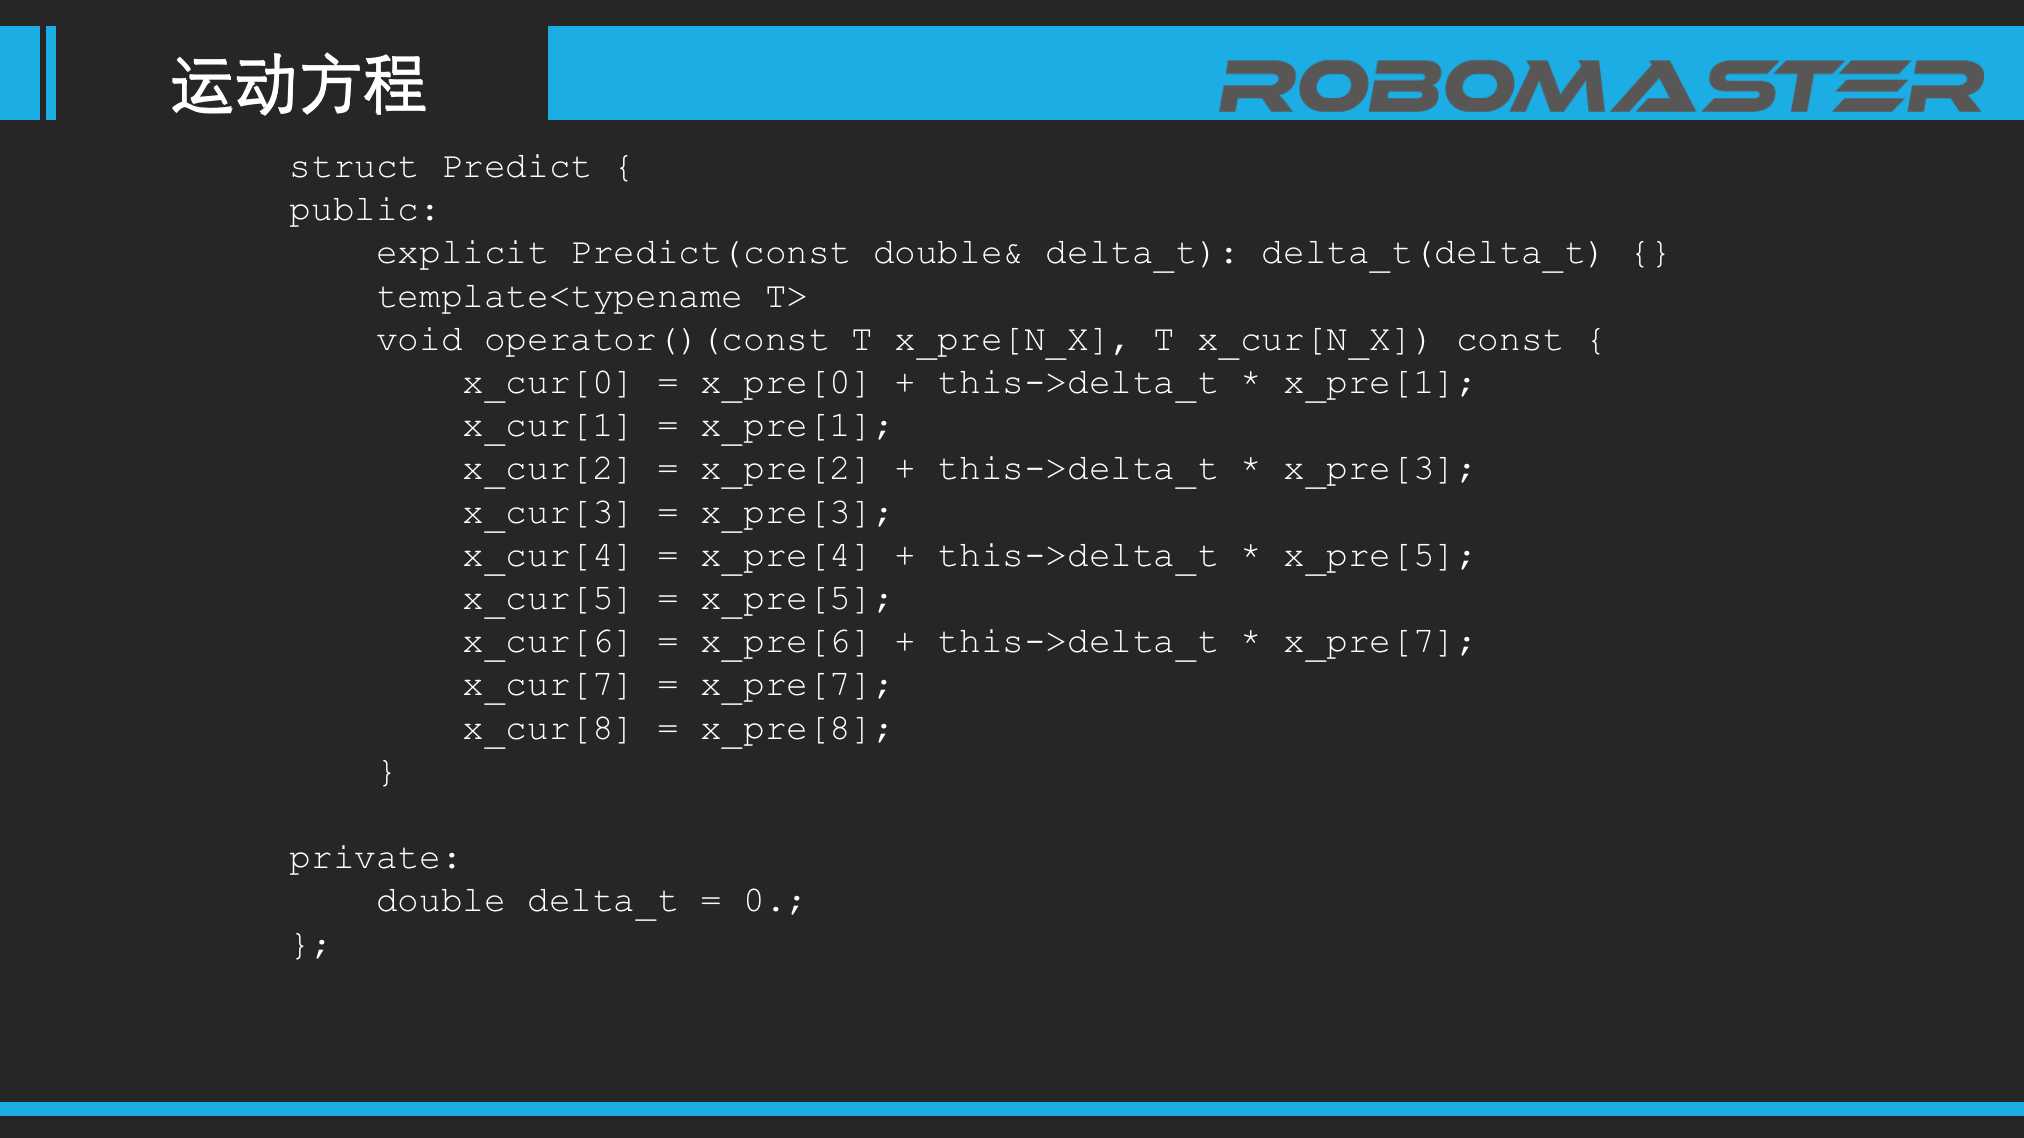 运动方程
ROBOMASTER
struct Predict {
public:
    explicit Predict(const double& delta_t): delta_t(delta_t) {}
    template<typename T>
    void operator()(const T x_pre[N_X], T x_cur[N_X]) const {
        x_cur[0] = x_pre[0] + this->delta_t * x_pre[1];
        x_cur[1] = x_pre[1];
        x_cur[2] = x_pre[2] + this->delta_t * x_pre[3];
        x_cur[3] = x_pre[3];
        x_cur[4] = x_pre[4] + this->delta_t * x_pre[5];
        x_cur[5] = x_pre[5];
        x_cur[6] = x_pre[6] + this->delta_t * x_pre[7];
        x_cur[7] = x_pre[7];
        x_cur[8] = x_pre[8];
    }
private:
    double delta_t = 0.;
};